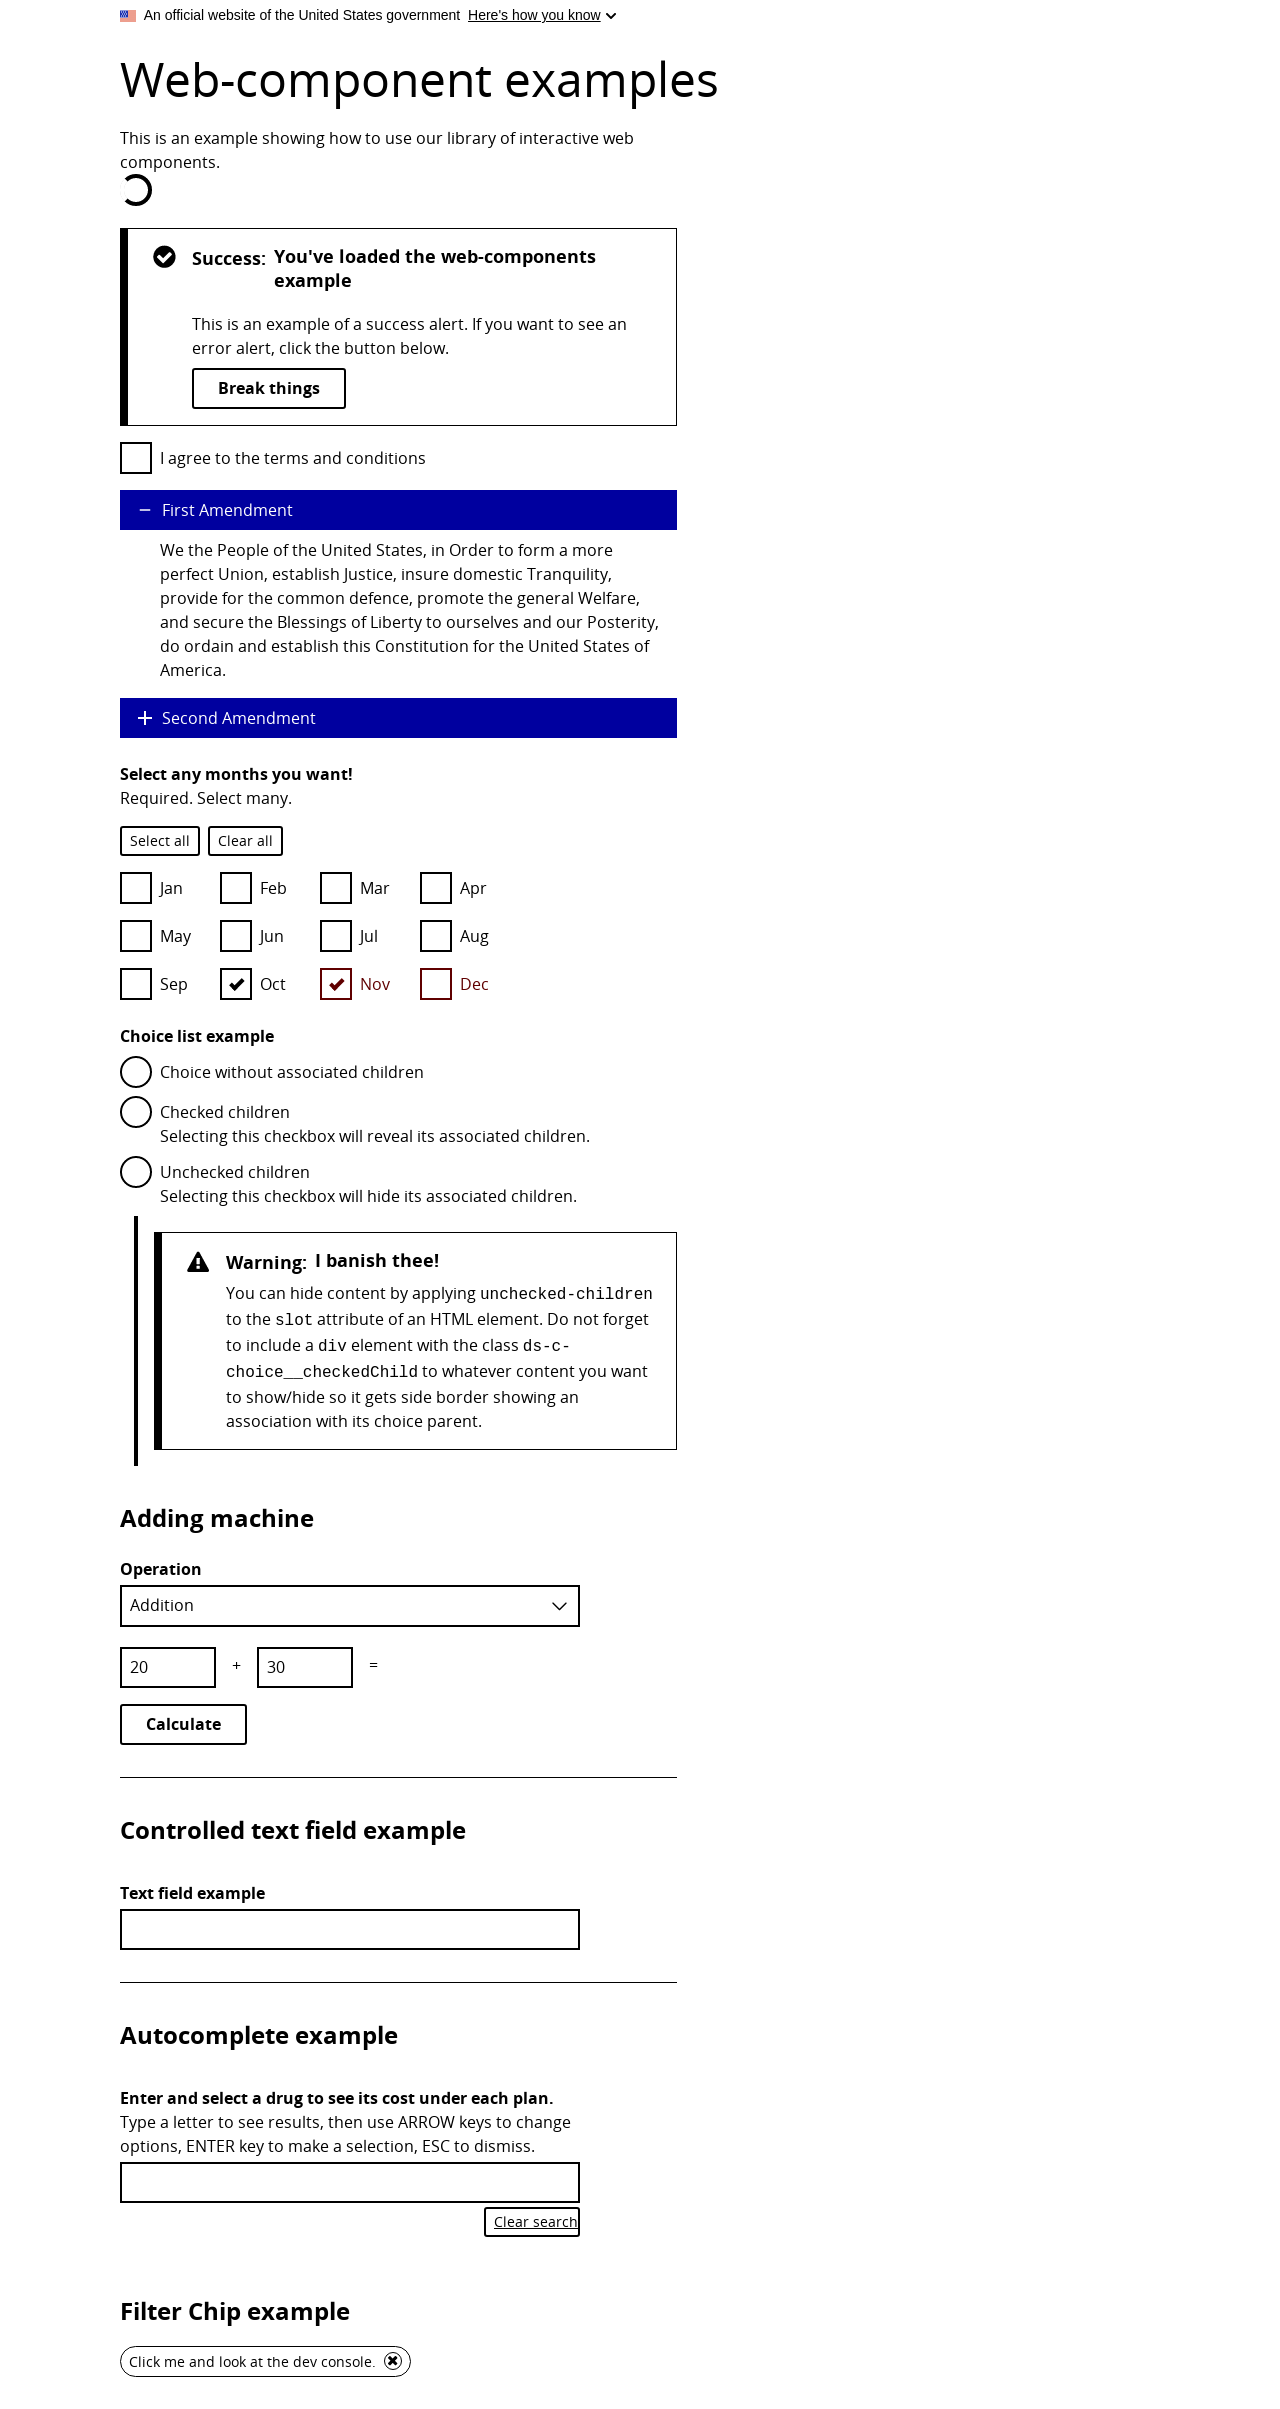 An official website of the United States government Here's how you know
Web-component examples
This is an example showing how to use our library of interactive web
components.
Success: You've loaded the web-components
example
This is an example of a success alert. If you want to see an
error alert, click the button below.
Break things
I agree to the terms and conditions
First Amendment
We the People of the United States, in Order to form a more
perfect Union, establish Justice, insure domestic Tranquility,
provide for the common defence, promote the general Welfare,
and secure the Blessings of Liberty to ourselves and our Posterity,
do ordain and establish this Constitution for the United States of
America.
Second Amendment
Select any months you want!
Required. Select many.
Select all Clear all
Jan Feb Mar Apr
May Jun Jul Aug
Sep Oct Nov Dec
Choice list example
Choice without associated children
Checked children
Selecting this checkbox will reveal its associated children.
Unchecked children
Selecting this checkbox will hide its associated children.
Warning: I banish thee!
You can hide content by applying unchecked-children
to the slot attribute of an HTML element. Do not forget
to include a div element with the class ds-c-
choice__checkedChild to whatever content you want
to show/hide so it gets side border showing an
association with its choice parent.
Adding machine
Operation
Addition
20 + 30 =
Calculate
Controlled text field example
Text field example
Autocomplete example
Enter and select a drug to see its cost under each plan.
Type a letter to see results, then use ARROW keys to change
options, ENTER key to make a selection, ESC to dismiss.
Clear search
Filter Chip example
Click me and look at the dev console.